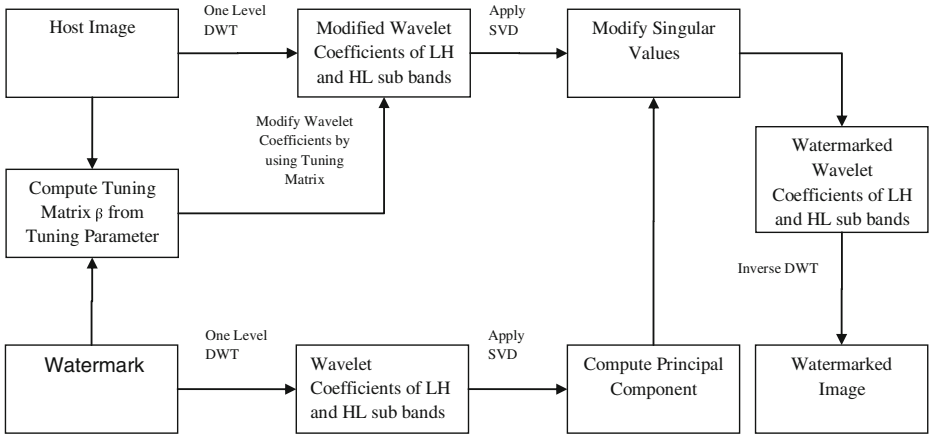 Host Image
One Level
DWT
Modified Wavelet
Coefficients of LH
and HL sub bands
Apply
SVD
Modify Singular
Values
Modify Wavelet
Coefficients by
using Tuning
Matrix
Compute Tuning
Matrix β from
Tuning Parameter
Watermarked
Wavelet
Coefficients of LH
and HL sub bands
Inverse DWT
Watermark
One Level
DWT
Wavelet
Coefficients of LH
and HL sub bands
Apply
SVD
Compute Principal
Component
Watermarked
Image